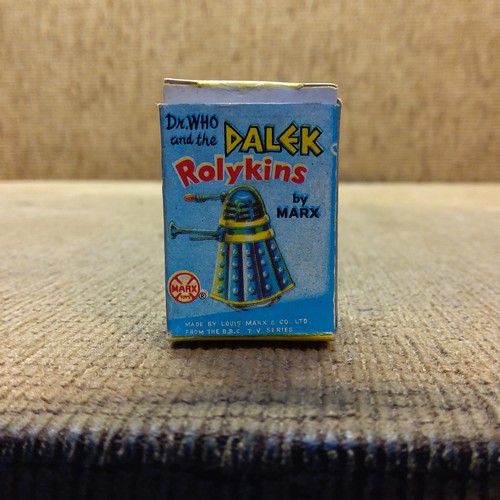 Dr. WHO
and the DALEK
Rolykins
by
MARX
MARX
TOYS
®
MADE BY LOUIS MARX & CO. LTD.
FROM THE B.B.C. T-V SERIES